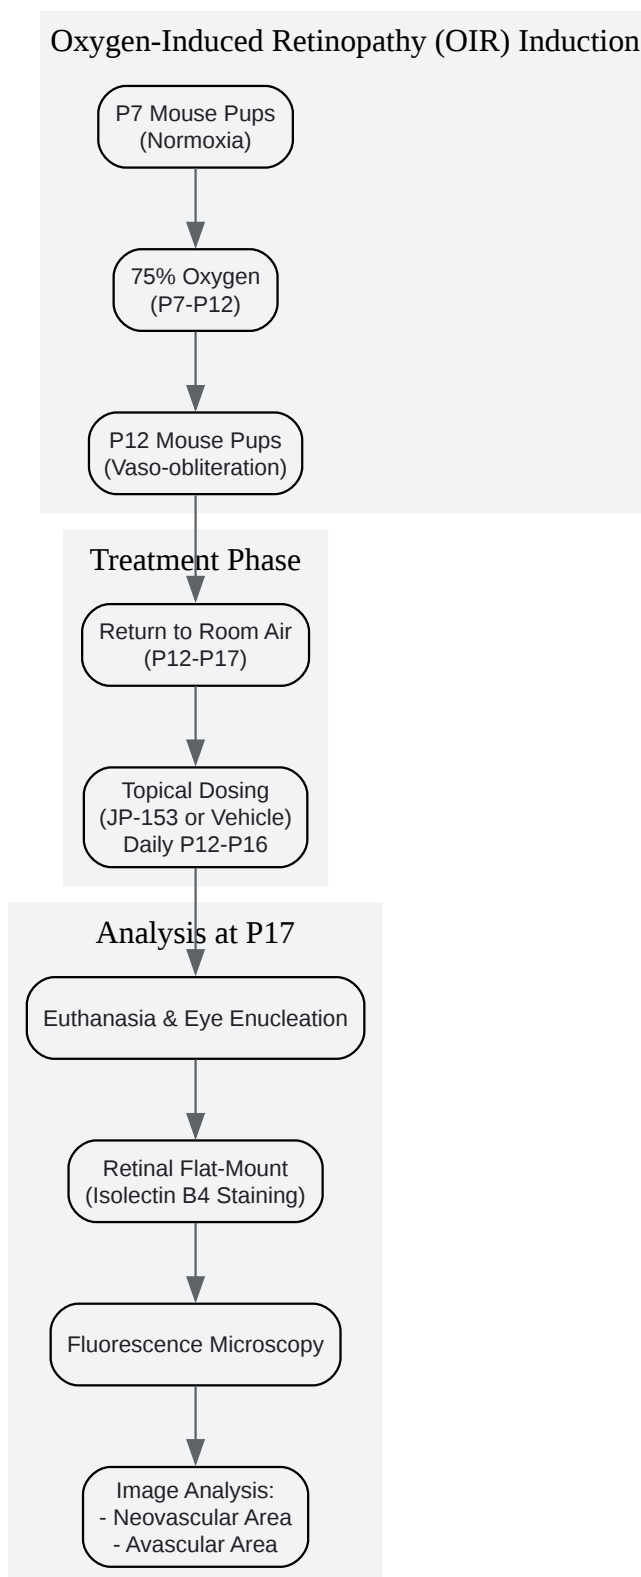 Oxygen-Induced Retinopathy (OIR) Induction
P7 Mouse Pups
(Normoxia)
75% Oxygen
(P7-P12)
P12 Mouse Pups
(Vaso-obliteration)
Treatment Phase
Return to Room Air
(P12-P17)
Topical Dosing
(JP-153 or Vehicle)
Daily P12-P16
Analysis at P17
Euthanasia & Eye Enucleation
Retinal Flat-Mount
(Isolectin B4 Staining)
Fluorescence Microscopy
Image Analysis:
- Neovascular Area
- Avascular Area